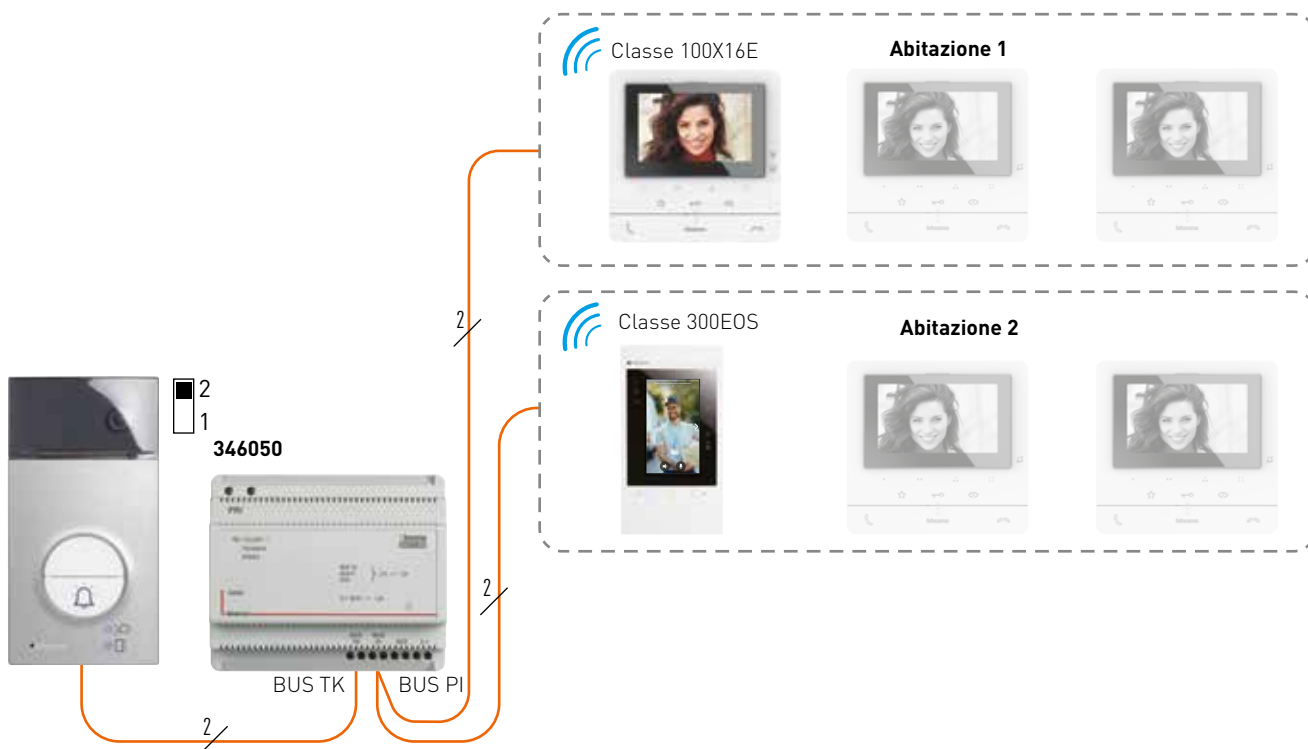 Classe 100X16E
Abitazione 1
2
Classe 300EOS
Abitazione 2
2
1
346050
2
BUS TK
BUS PI
2